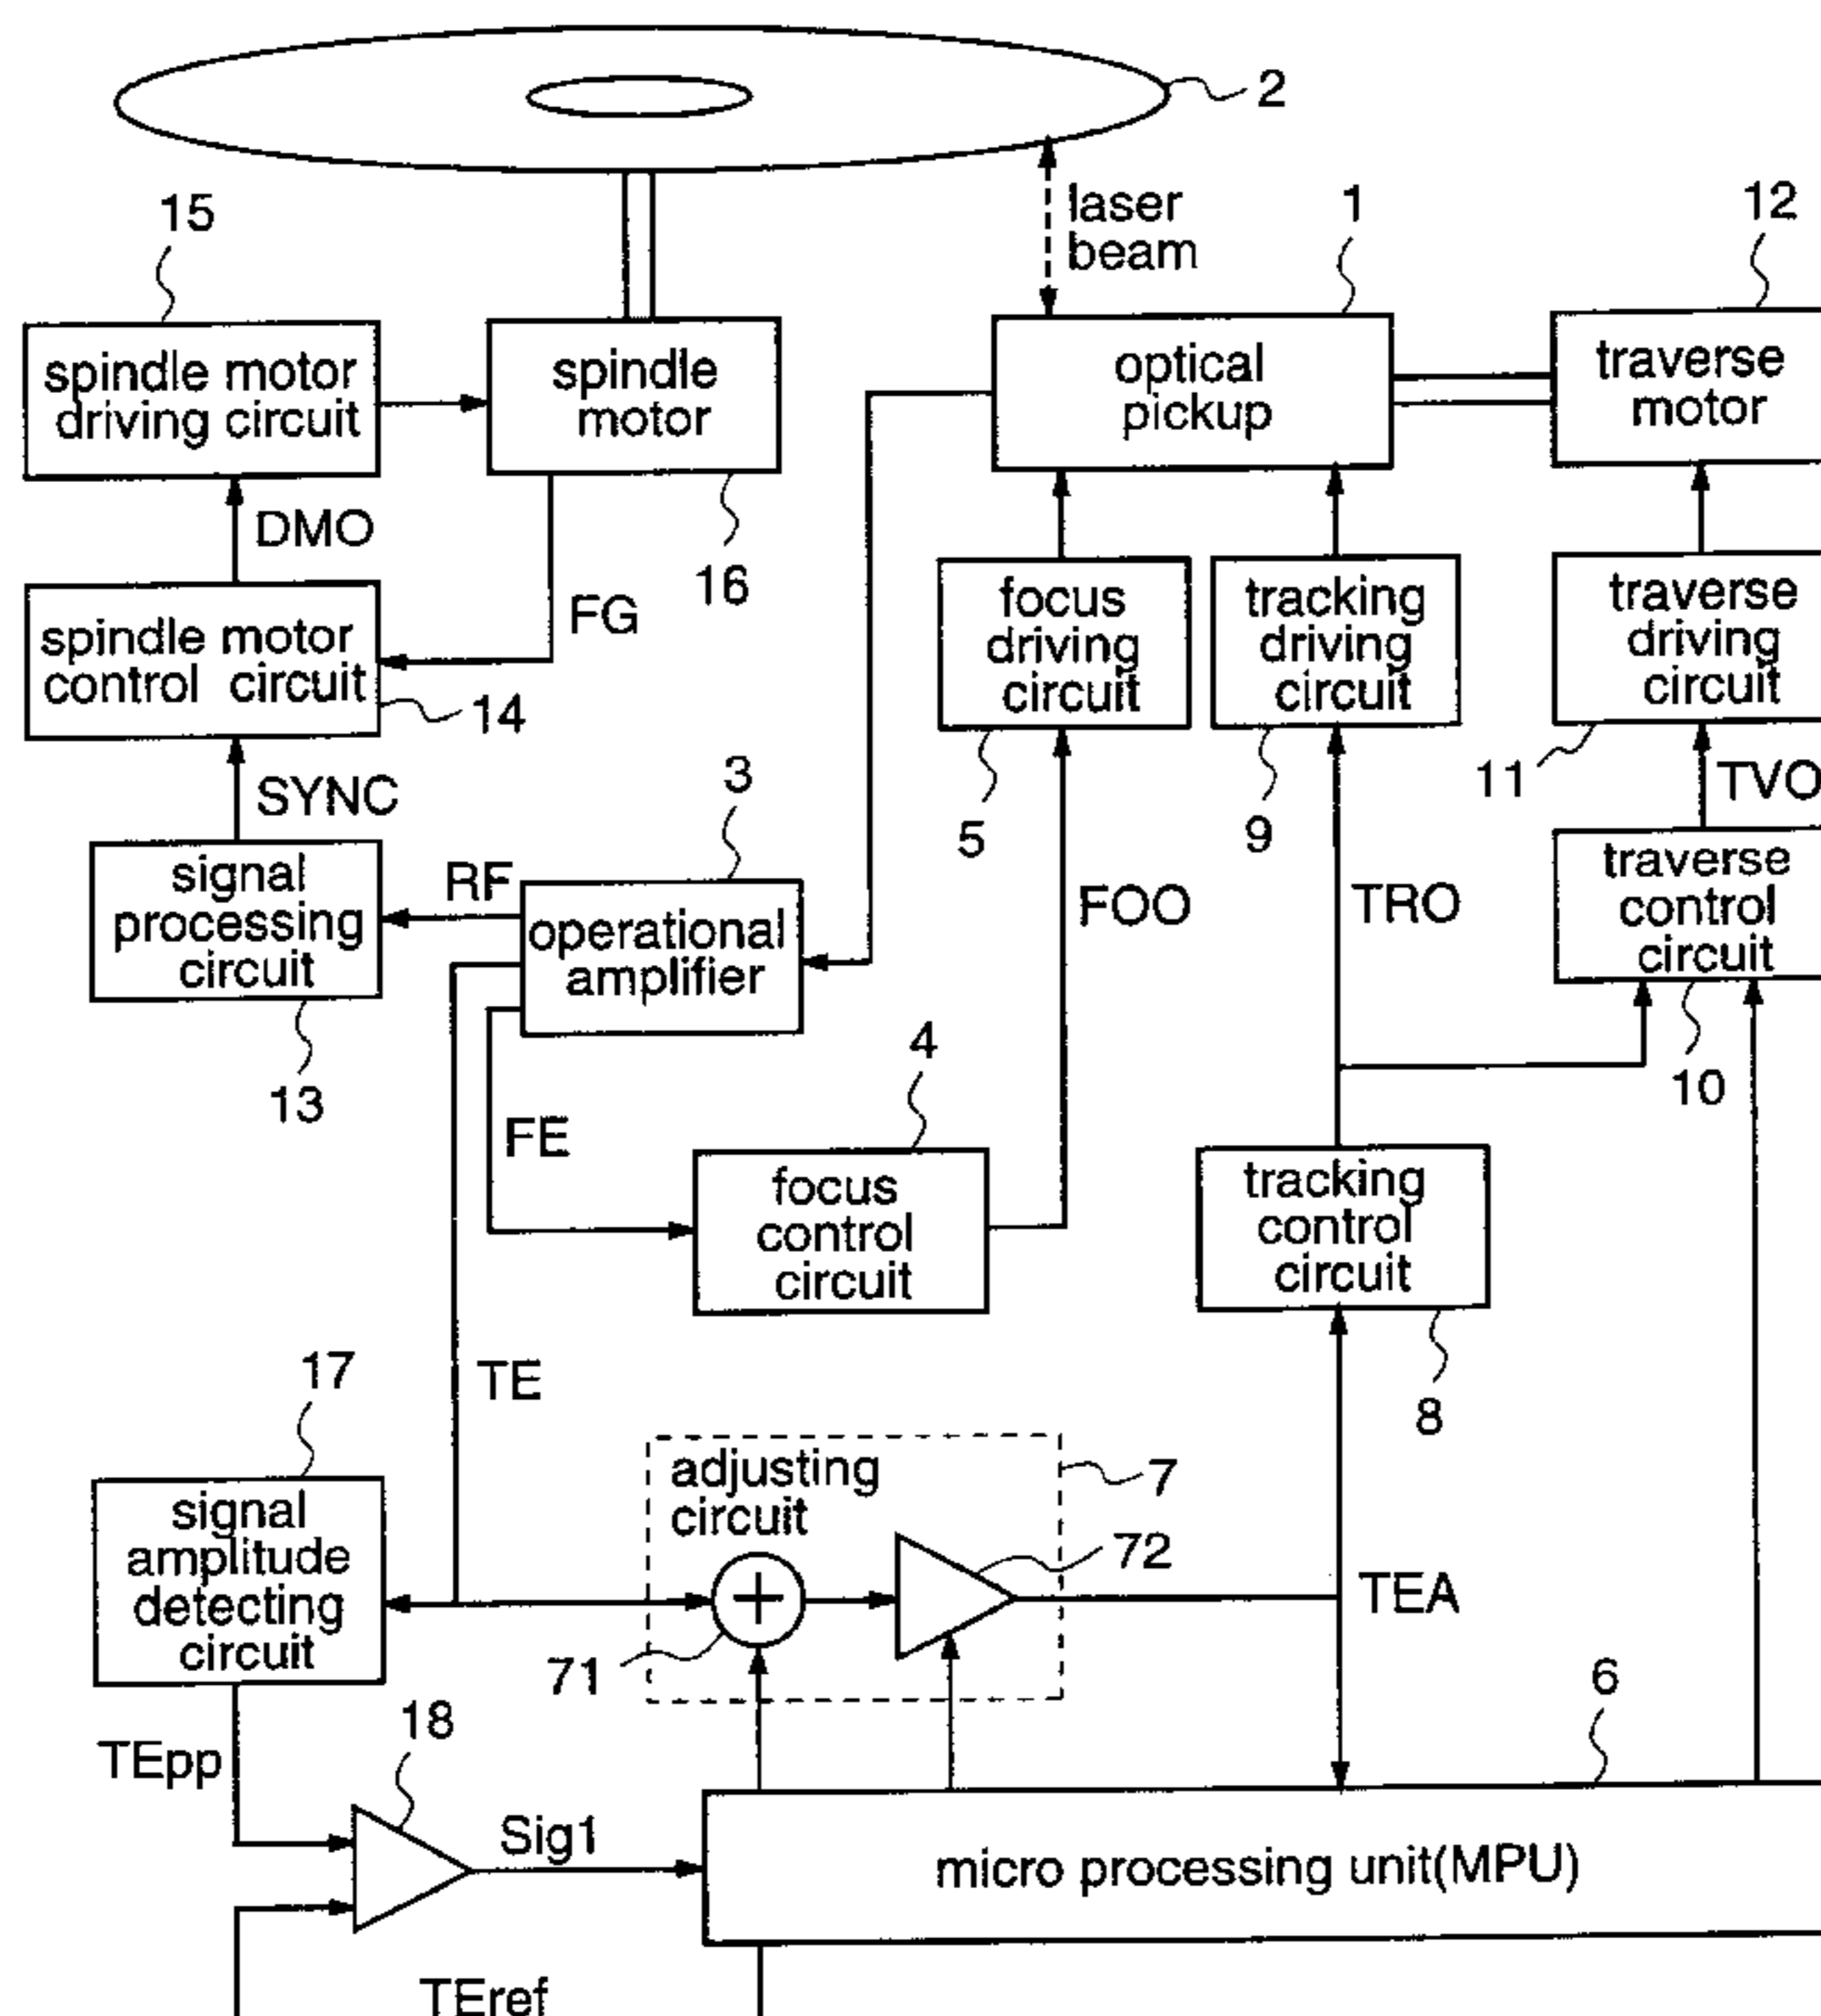 2
laser
beam
15
1
12
spindle motor
driving circuit
spindle
motor
optical
pickup
traverse
motor
DMO
16
FG
spindle motor
control circuit
14
focus
driving
circuit
tracking
driving
circuit
traverse
driving
circuit
SYNC
3
5
9
11
TVO
signal
processing
circuit
RF
operational
amplifier
FOO
TRO
traverse
control
circuit
13
4
10
FE
focus
control
circuit
tracking
control
circuit
17
TE
8
signal
amplitude
detecting
circuit
adjusting
circuit
7
72
71
TEA
6
TEpp
18
Sig1
micro processing unit(MPU)
TEref